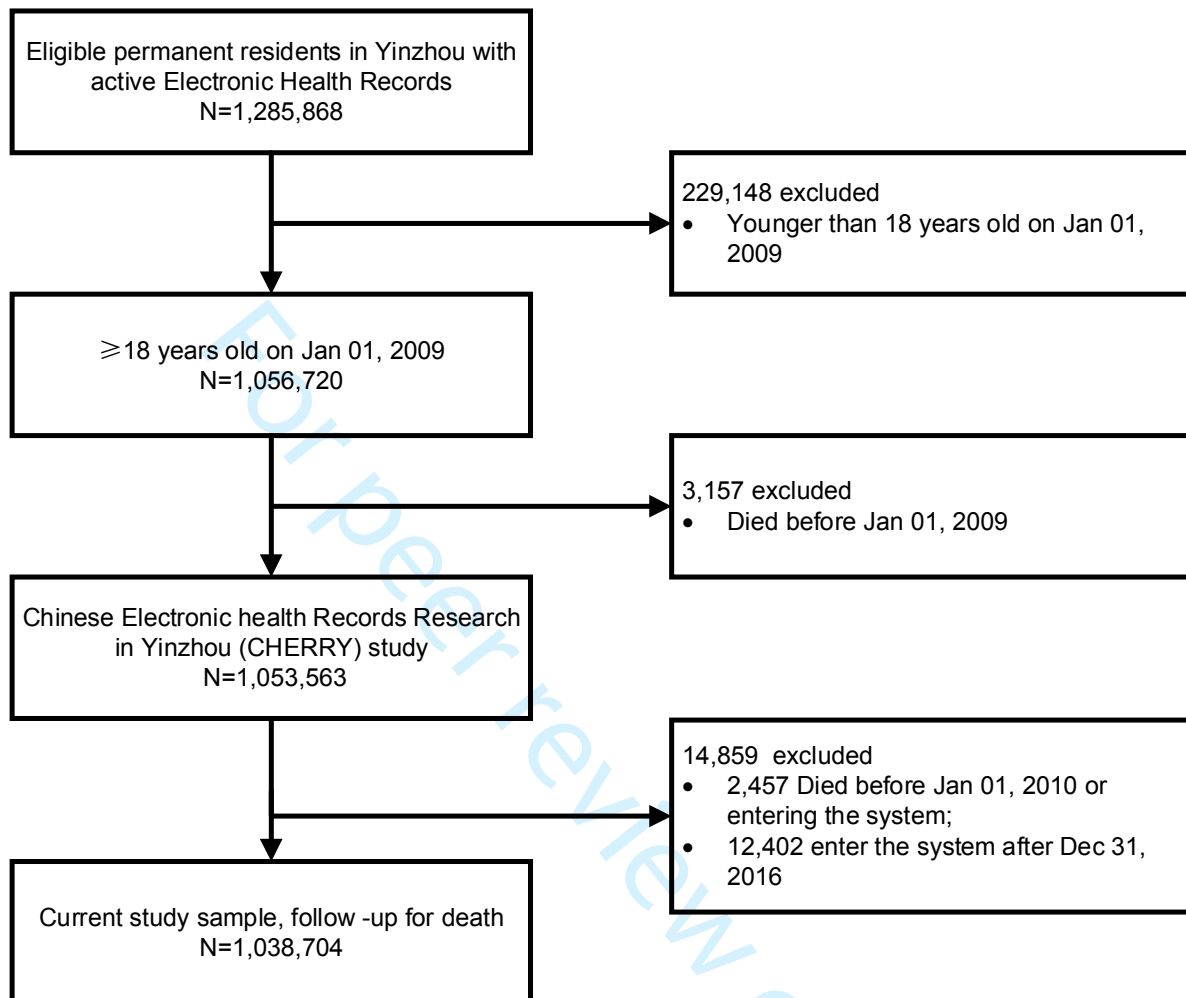 Eligible permanent residents in Yinzhou with
active Electronic Health Records
N=1,285,868
229,148 excluded
• Younger than 18 years old on Jan 01,
2009
≥18 years old on Jan 01, 2009
N=1,056,720
3,157 excluded
• Died before Jan 01, 2009
Chinese Electronic health Records Research
in Yinzhou (CHERRY) study
N=1,053,563
14,859  excluded
• 2,457 Died before Jan 01, 2010 or
entering the system;
• 12,402 enter the system after Dec 31,
2016
Current study sample, follow -up for death
N=1,038,704
For peer review